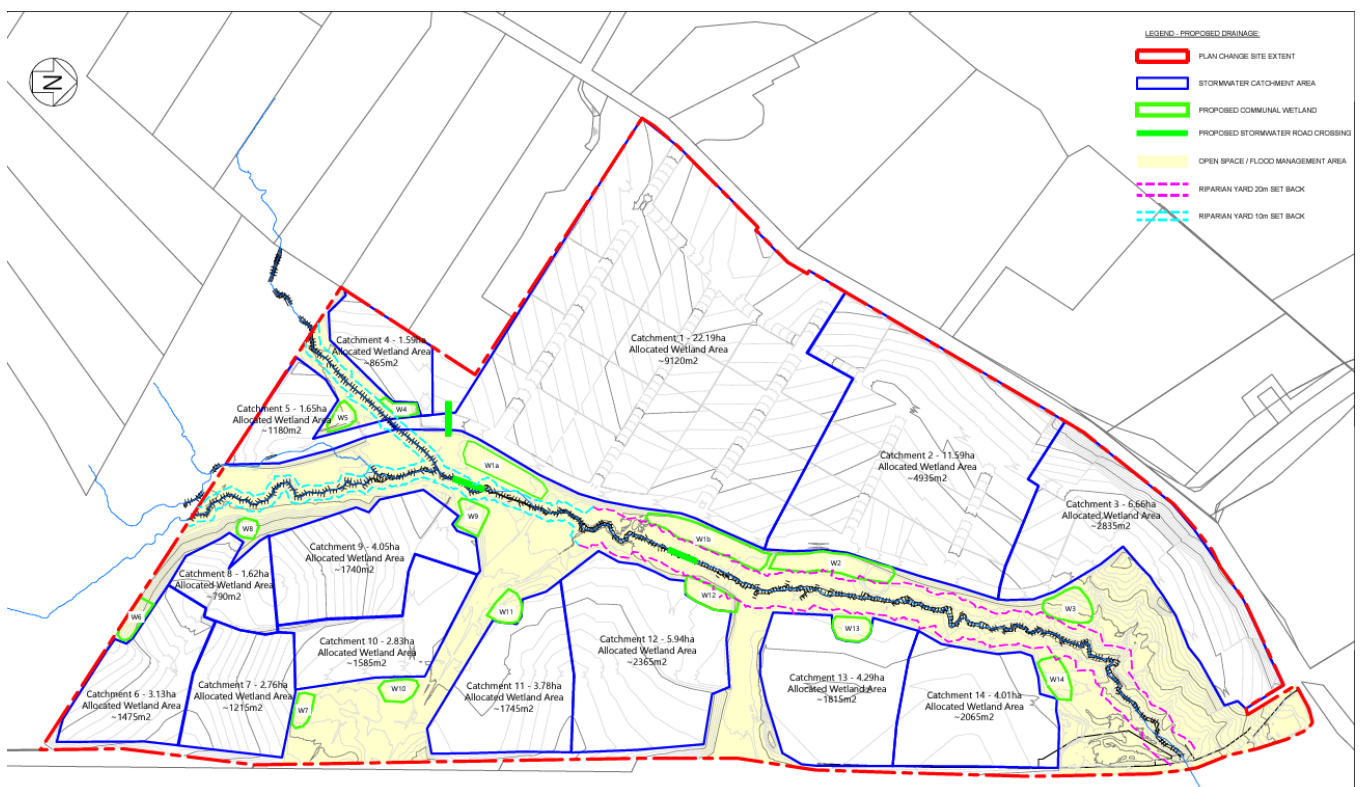 LEGEND - PROPOSED DRAINAGE:
PLAN CHANGE SITE EXTENT
STORMWATER CATCHMENT AREA
PROPOSED COMMUNAL WETLAND
PROPOSED STORMWATER ROAD CROSSING
OPEN SPACE / FLOOD MANAGEMENT AREA
RIPARIAN YARD 20m SET BACK
RIPARIAN YARD 10m SET BACK
N
Catchment 4 - 1.59ha
Allocated Wetland Area
~865m2
Catchment 1 - 22.19ha
Allocated Wetland Area
~9120m2
Catchment 5 - 1.65ha
Allocated Wetland Area
~1180m2
W5
W4
W1a
Catchment 2 - 11.59ha
Allocated Wetland Area
~4935m2
Catchment 3 - 6.66ha
Allocated Wetland Area
~2835m2
W8
W9
W1b
W2
Catchment 9 - 4.05ha
Allocated Wetland Area
~1740m2
Catchment 8 - 1.62ha
Allocated Wetland Area
~790m2
W6
W11
W12
W13
W3
Catchment 10 - 2.83ha
Allocated Wetland Area
~1585m2
Catchment 12 - 5.94ha
Allocated Wetland Area
~2365m2
Catchment 6 - 3.13ha
Allocated Wetland Area
~1475m2
Catchment 7 - 2.76ha
Allocated Wetland Area
~1215m2
W7
W10
Catchment 11 - 3.78ha
Allocated Wetland Area
~1745m2
Catchment 13 - 4.29ha
Allocated Wetland Area
~1815m2
Catchment 14 - 4.01ha
Allocated Wetland Area
~2065m2
W14